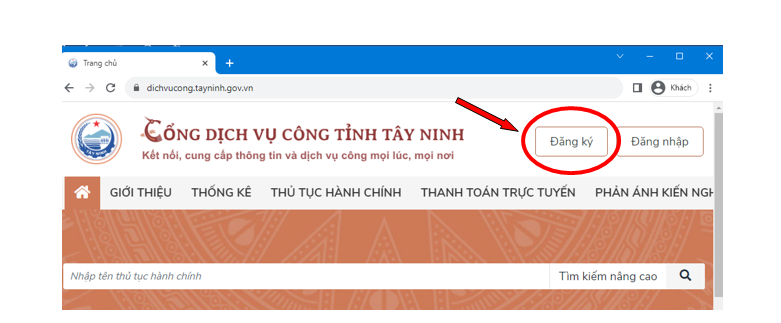 Trang chủ
dichvucong.tayninh.gov.vn
Khách
CỔNG DỊCH VỤ CÔNG TỈNH TÂY NINH
Kết nối, cung cấp thông tin và dịch vụ công mọi lúc, mọi nơi
Đăng ký
Đăng nhập
GIỚI THIỆU THỐNG KÊ THỦ TỤC HÀNH CHÍNH THANH TOÁN TRỰC TUYẾN PHẢN ÁNH KIẾN NGH
Nhập tên thủ tục hành chính
Tìm kiếm nâng cao